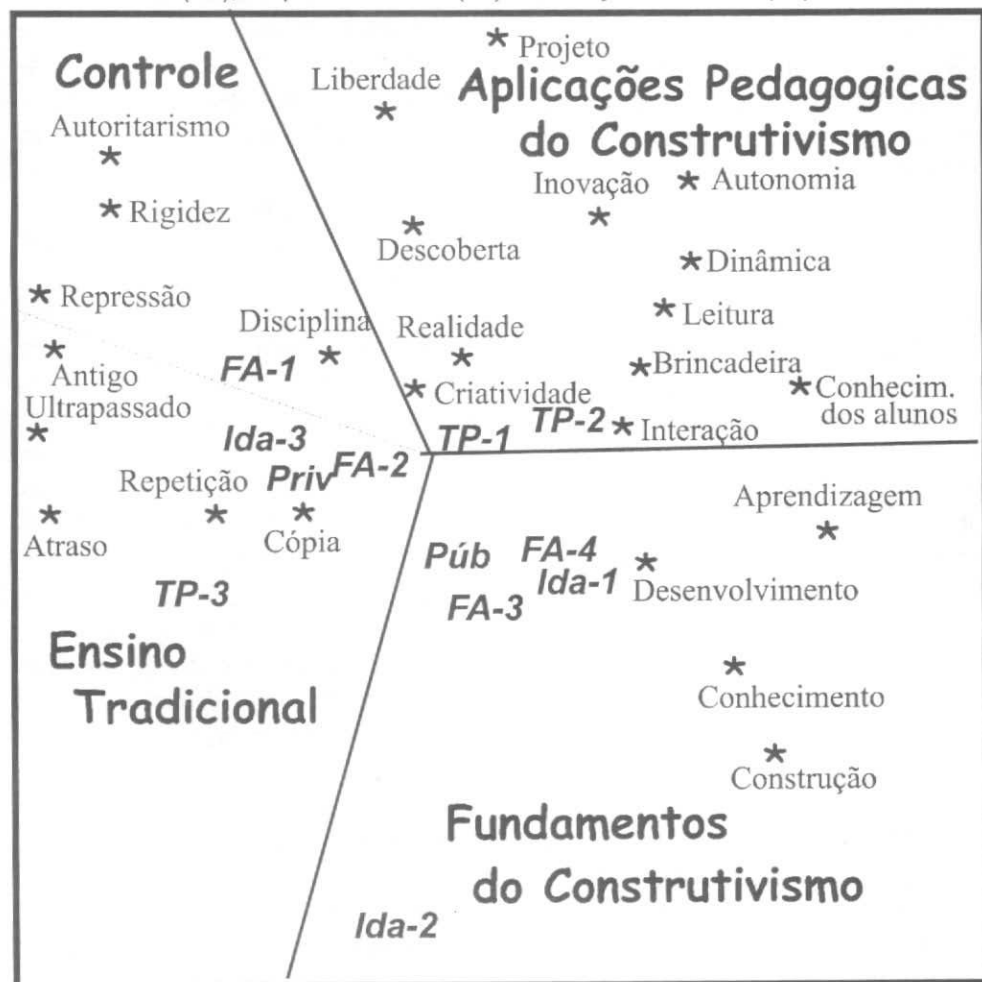 Controle
Autoritarismo
Rigidez
Repressão
Disciplina
FA-1
Liberdade
Projeto
Aplicações Pedagogicas
do Construtivismo
Inovação
Autonomia
Descoberta
Dinâmica
Leitura
Realidade
Brincadeira
Criatividade
Conhecim.
dos alunos
TP-1
TP-2
Interação
Antigo
Ultrapassado
Ida-3
Priv
FA-2
Repetição
Cópia
Atraso
TP-3
Ensino
Tradicional
Aprendizagem
Púb
FA-4
Ida-1
Desenvolvimento
FA-3
Conhecimento
Construção
Fundamentos
do Construtivismo
Ida-2